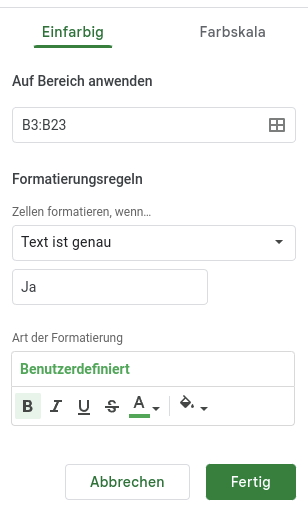 Einfarbig
Farbskala
Auf Bereich anwenden
B3:B23
Formatierungsregeln
Zellen formatieren, wenn…
Text ist genau
Ja
Art der Formatierung
Benutzerdefiniert
B I U S A
Abbrechen
Fertig